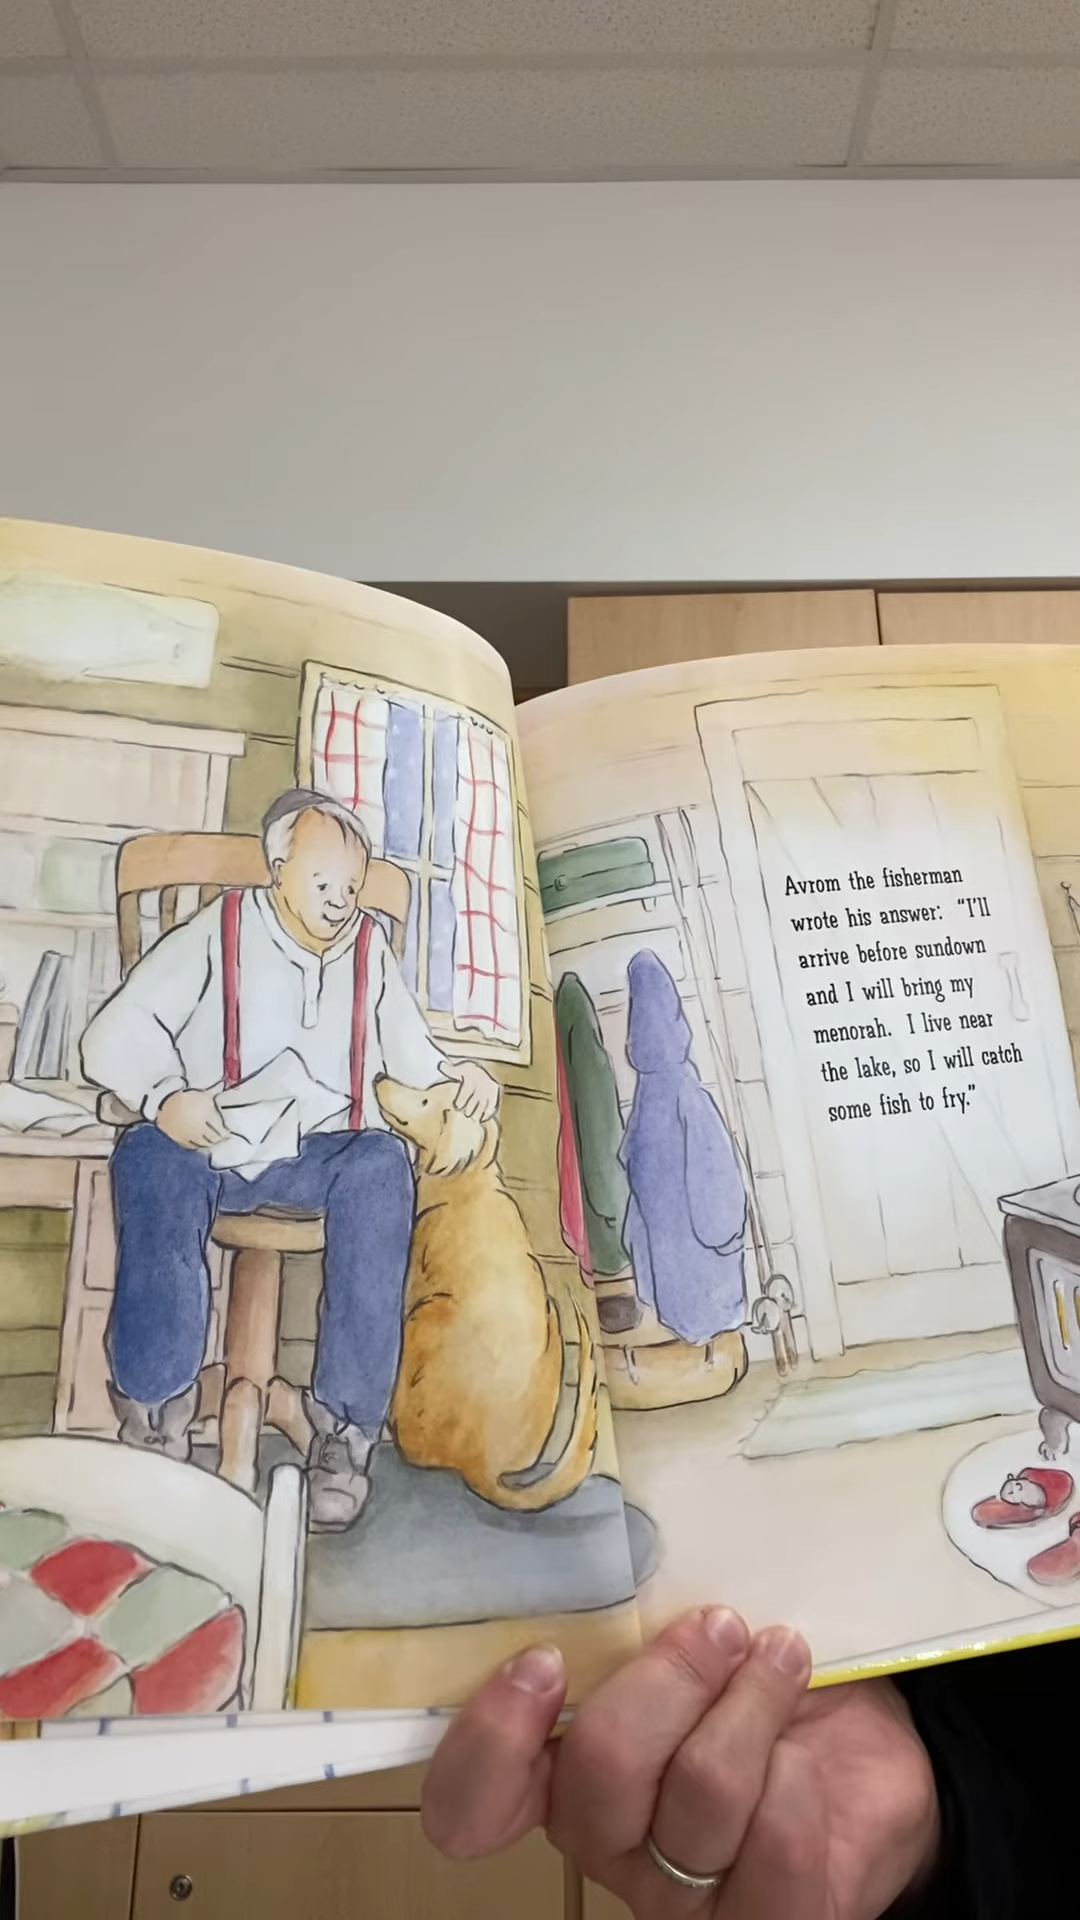 Avrom the fisherman
wrote his answer: “I’ll
arrive before sundown
and I will bring my
menorah. I live near
the lake, so I will catch
some fish to fry.”